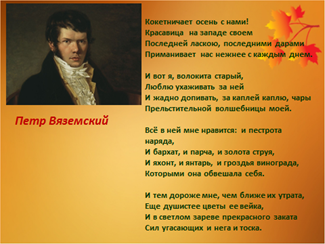 Кокетничает осень с нами!
Красавица на западе своем
Последней ласкою, последними дарами
Приманивает нас нежнее с каждым днем.
И вот я, волокита старый,
Люблю ухаживать за ней
И жадно допивать, за каплей каплю, чары
Прельстительной волшебницы моей.
Всё в ней мне нравится: и пестрота
наряда,
И бархат, и парча, и золота струя,
И яхонт, и янтарь, и гроздья винограда,
Которыми она обвешала себя.
И тем дороже мне, чем ближе их утрата,
Еще душистее цветы ее вейка,
И в светлом зареве прекрасного заката
Сил угасающих и нега и тоска.
Петр Вяземский